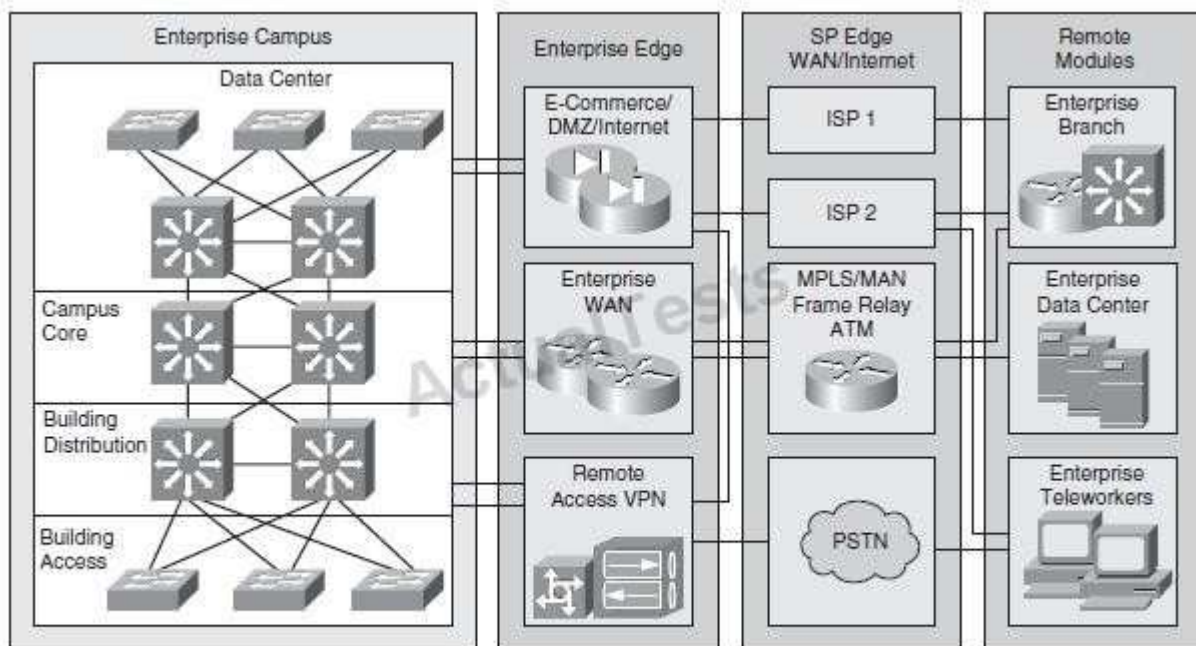 Enterprise Campus
Data Center
Campus
Core
Building
Distribution
Building
Access
Enterprise Edge
E-Commerce/
DMZ/Internet
Enterprise
WAN
Remote
Access VPN
SP Edge
WAN/Internet
ISP 1
ISP 2
MPLS/MAN
Frame Relay
ATM
PSTN
Remote
Modules
Enterprise
Branch
Enterprise
Data Center
Enterprise
Teleworkers
ActualTests